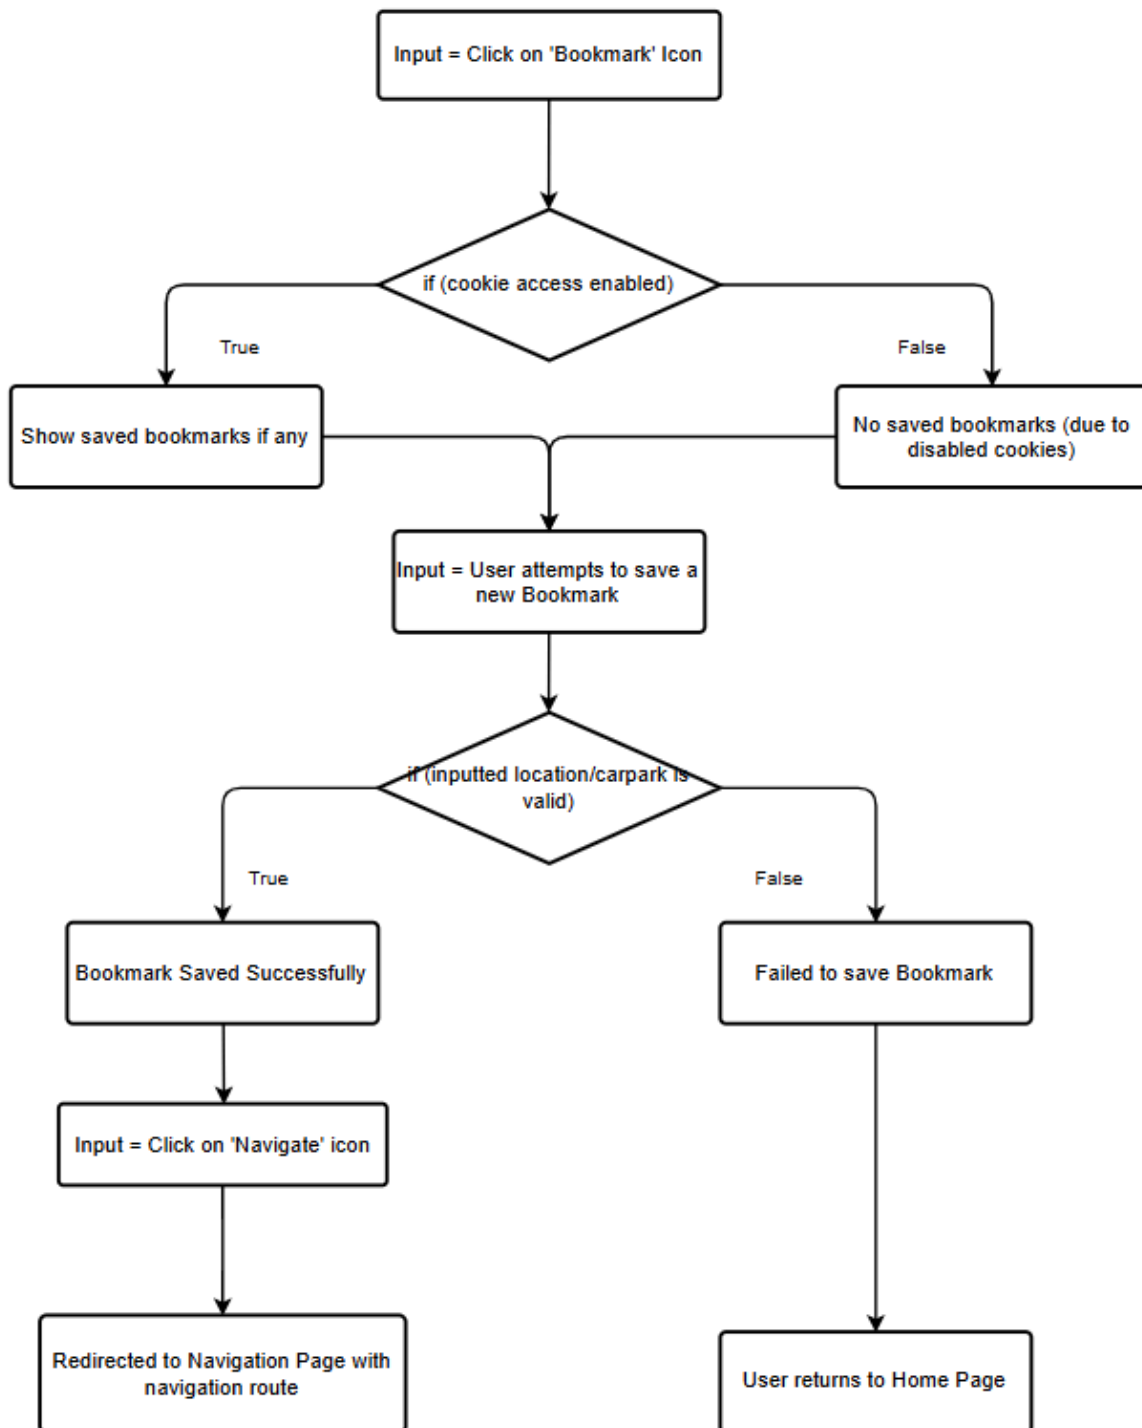 Input = Click on 'Bookmark' Icon
if (cookie access enabled)
True
False
Show saved bookmarks if any
No saved bookmarks (due to
disabled cookies)
Input = User attempts to save a
new Bookmark
if (inputted location/carpark is
valid)
True
False
Bookmark Saved Successfully
Failed to save Bookmark
Input = Click on 'Navigate' icon
Redirected to Navigation Page with
navigation route
User returns to Home Page